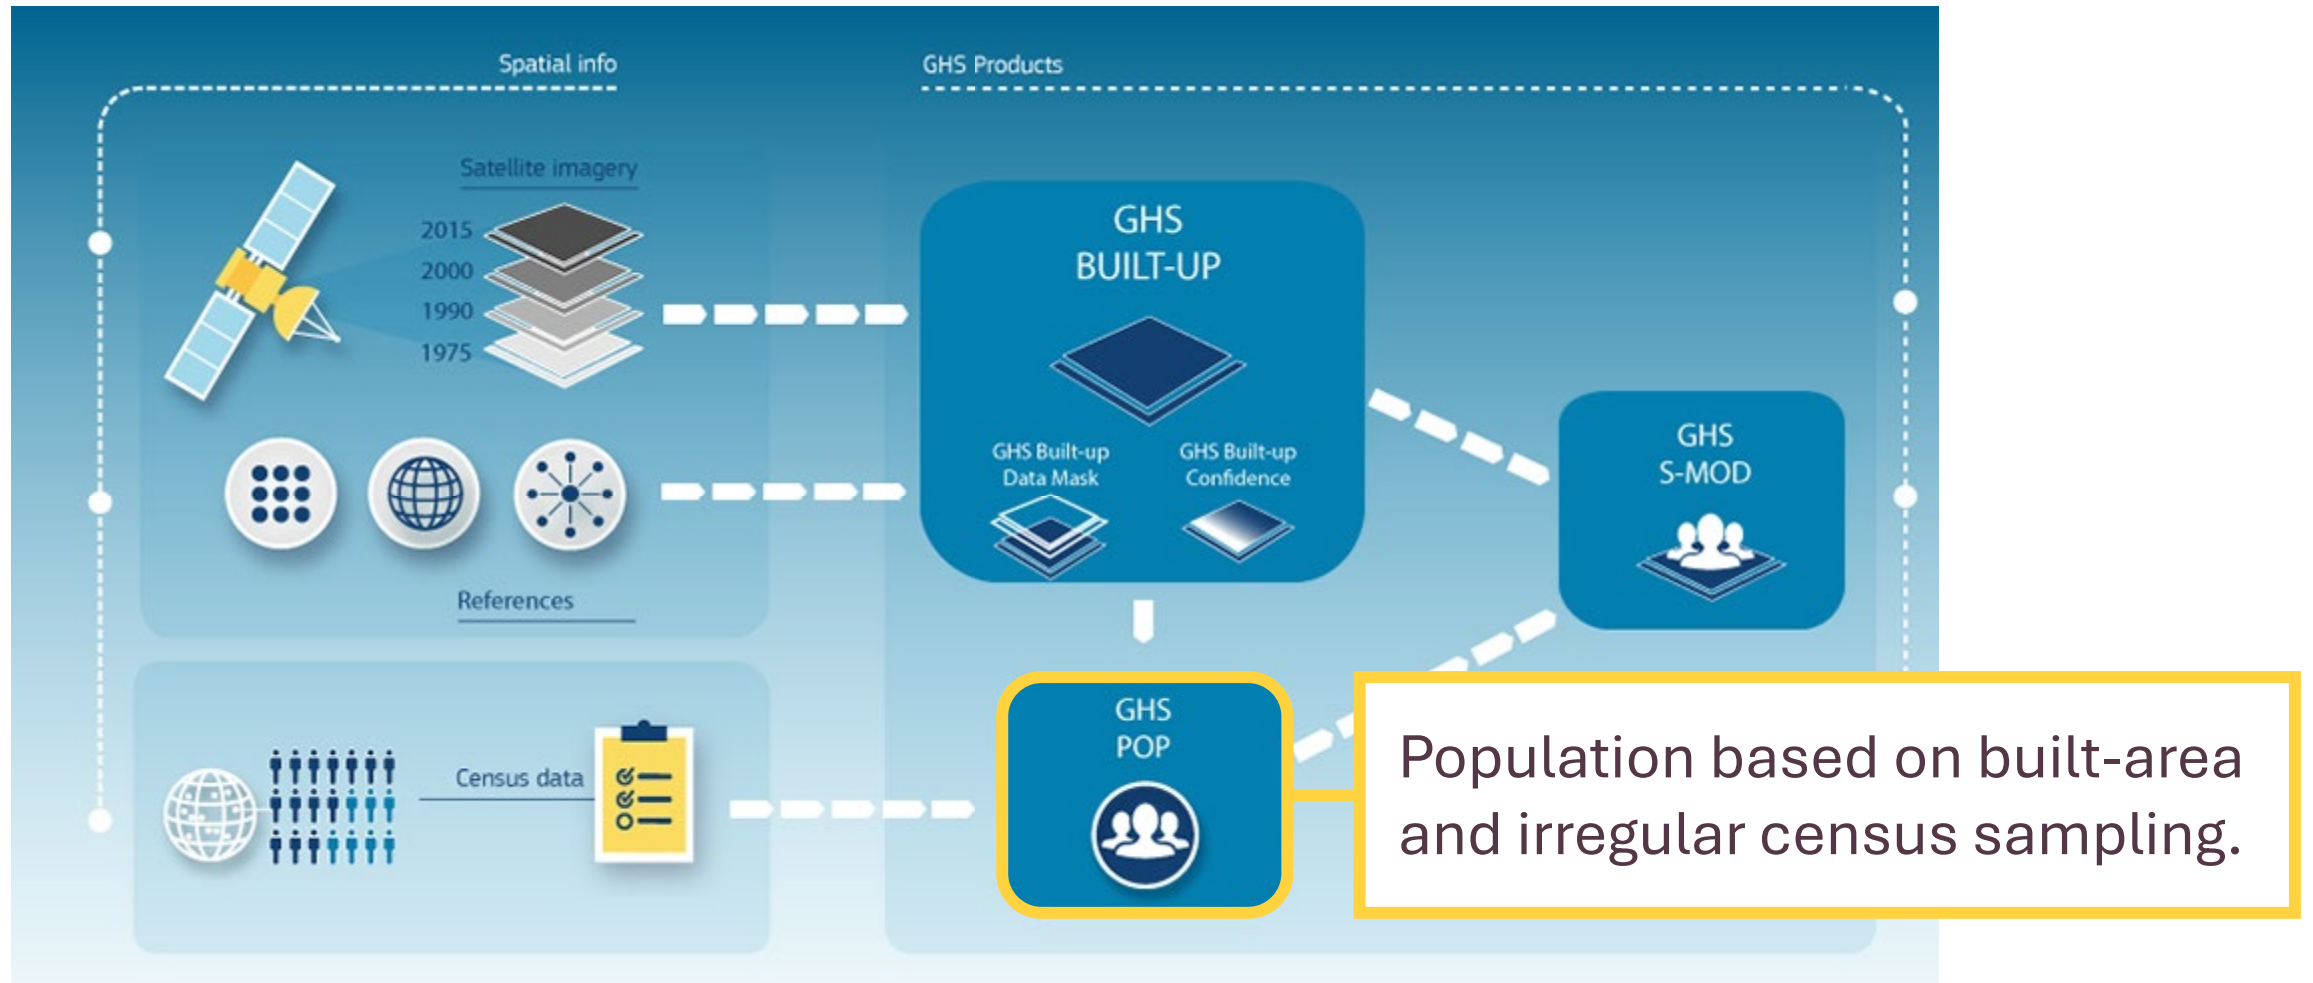 Spatial info
GHS Products
Satellite imagery
2015
2000
1990
1975
References
Census data
GHS
BUILT-UP
GHS Built-up
Data Mask
GHS Built-up
Confidence
GHS
S-MOD
GHS
POP
Population based on built-area
and irregular census sampling.